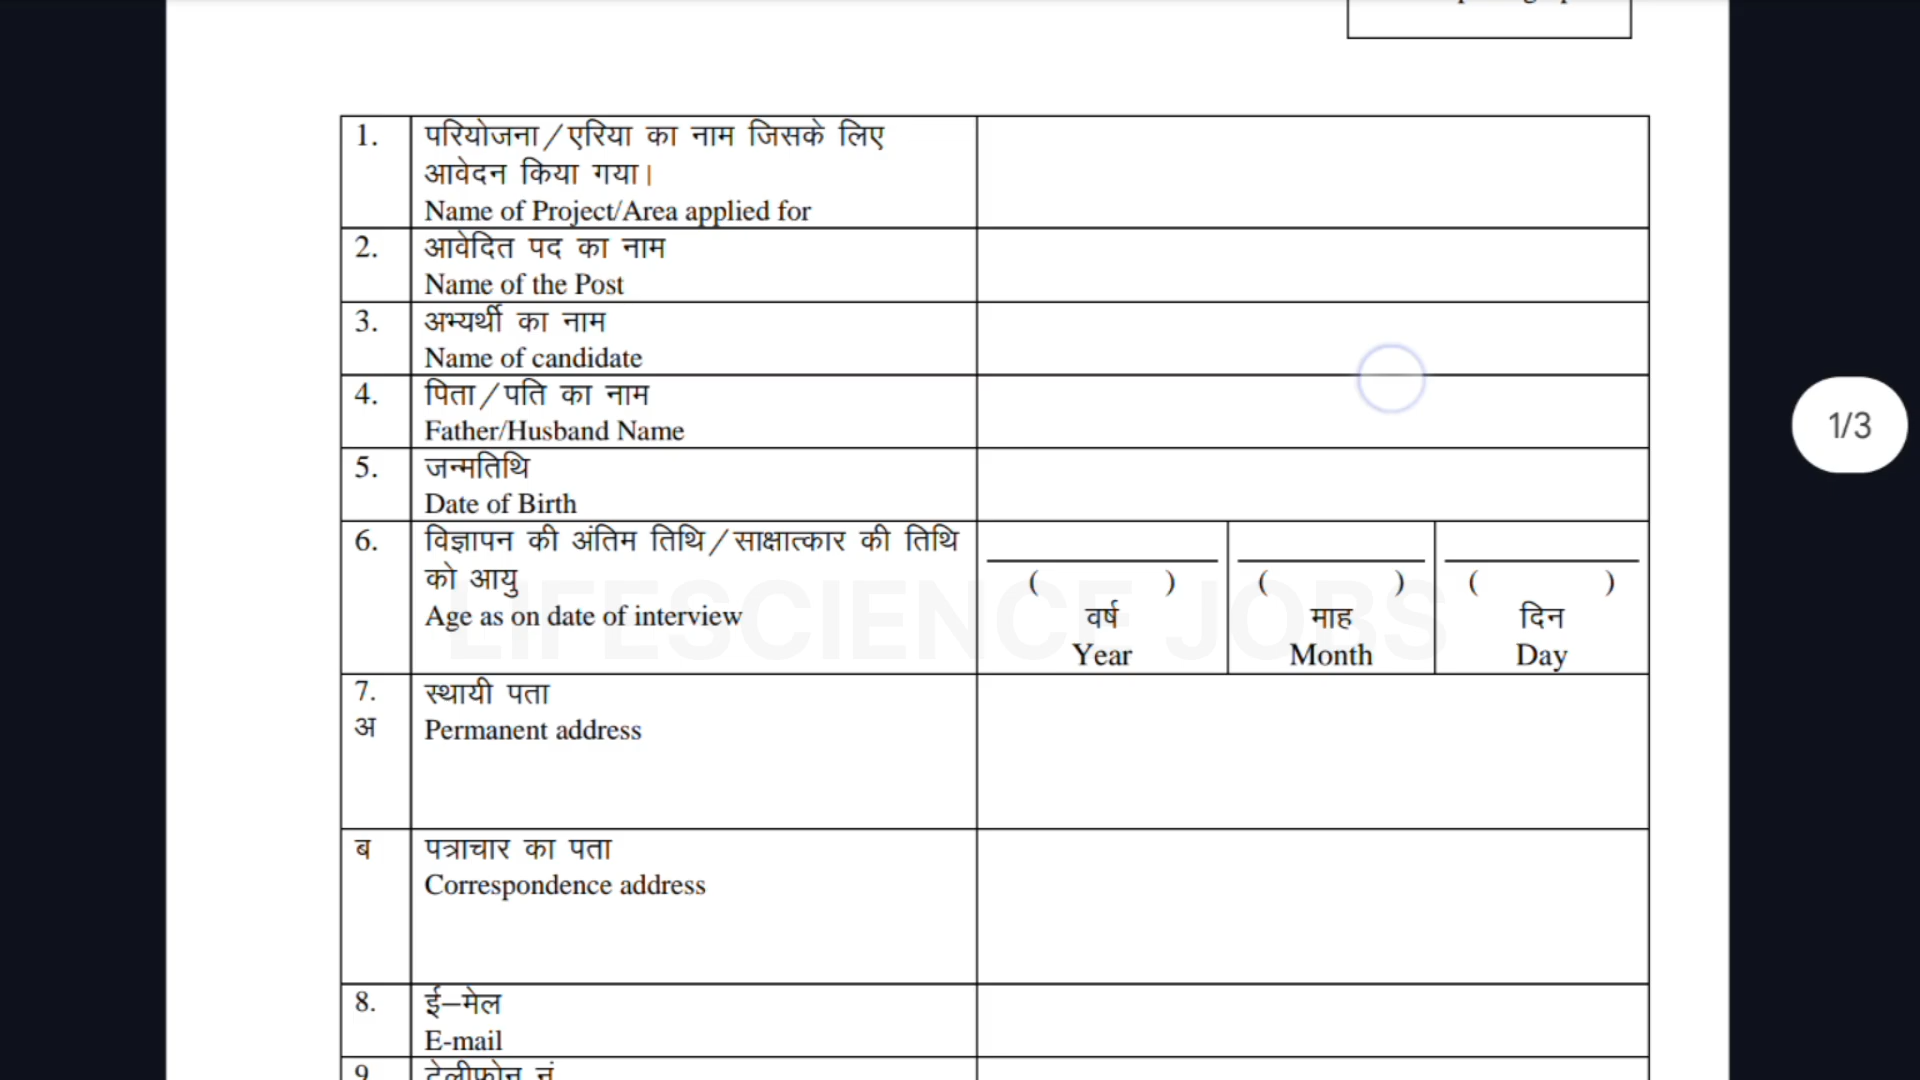 1.
परियोजना/एरिया का नाम जिसके लिए
आवेदन किया गया।
Name of Project/Area applied for
2.
आवेदित पद का नाम
Name of the Post
3.
अभ्यर्थी का नाम
Name of candidate
4.
पिता/पति का नाम
Father/Husband Name
5.
जन्मतिथि
Date of Birth
6.
विज्ञापन की अंतिम तिथि/साक्षात्कार की तिथि
को आयु
Age as on date of interview
( )
वर्ष
Year
( )
माह
Month
( )
दिन
Day
LIFESCIENCE JOBS
7.
अ
स्थायी पता
Permanent address
ब
पत्राचार का पता
Correspondence address
8.
ई–मेल
E-mail
9.
टेलीफोन नं
1/3